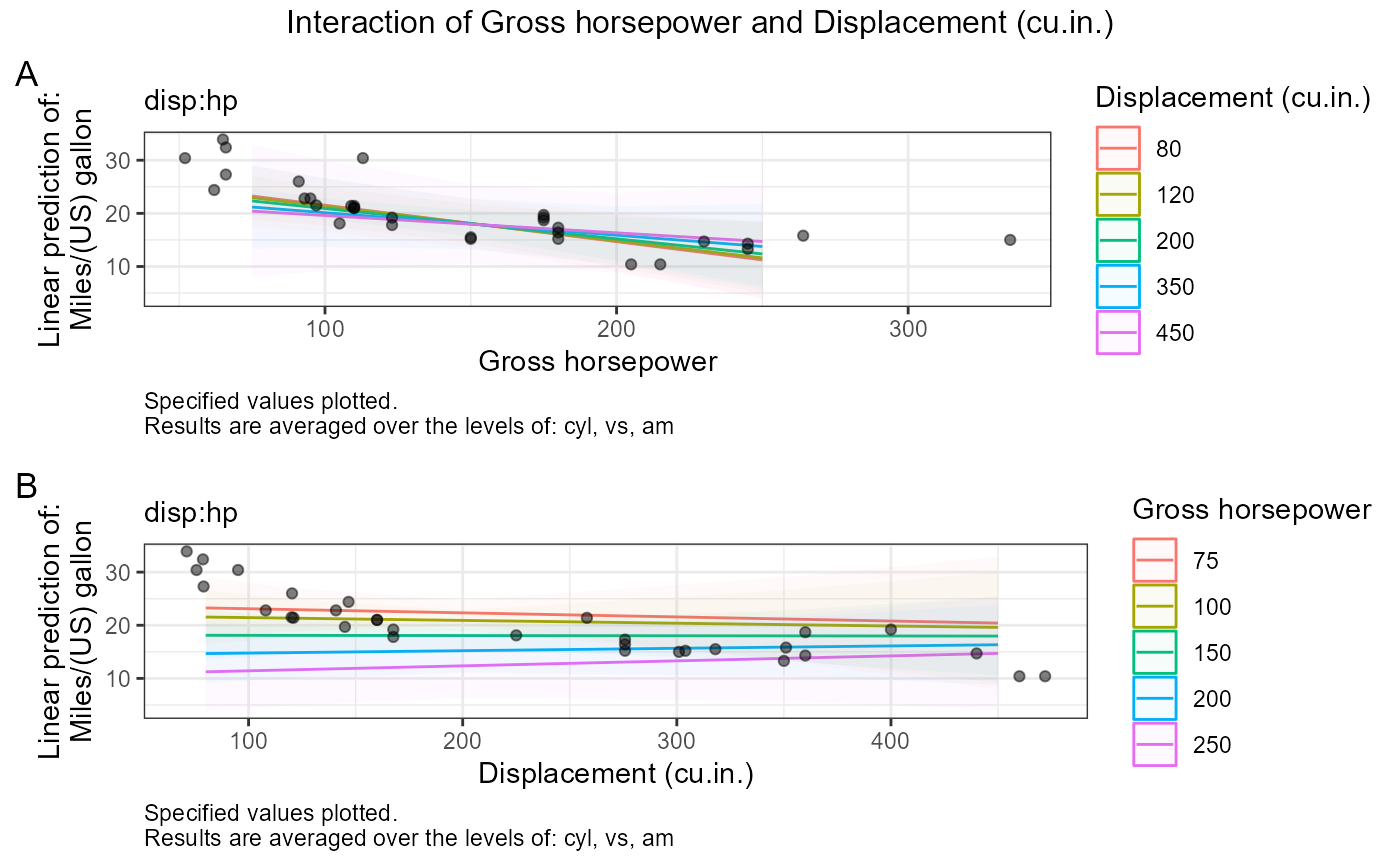 Interaction of Gross horsepower and Displacement (cu.in.)
A
disp:hp
Linear prediction of:
Miles/(US) gallon
30
20
10
100
200
300
Gross horsepower
Displacement (cu.in.)
80
120
200
350
450
Specified values plotted.
Results are averaged over the levels of: cyl, vs, am
B
disp:hp
Linear prediction of:
Miles/(US) gallon
30
20
10
100
200
300
400
Displacement (cu.in.)
Gross horsepower
75
100
150
200
250
Specified values plotted.
Results are averaged over the levels of: cyl, vs, am